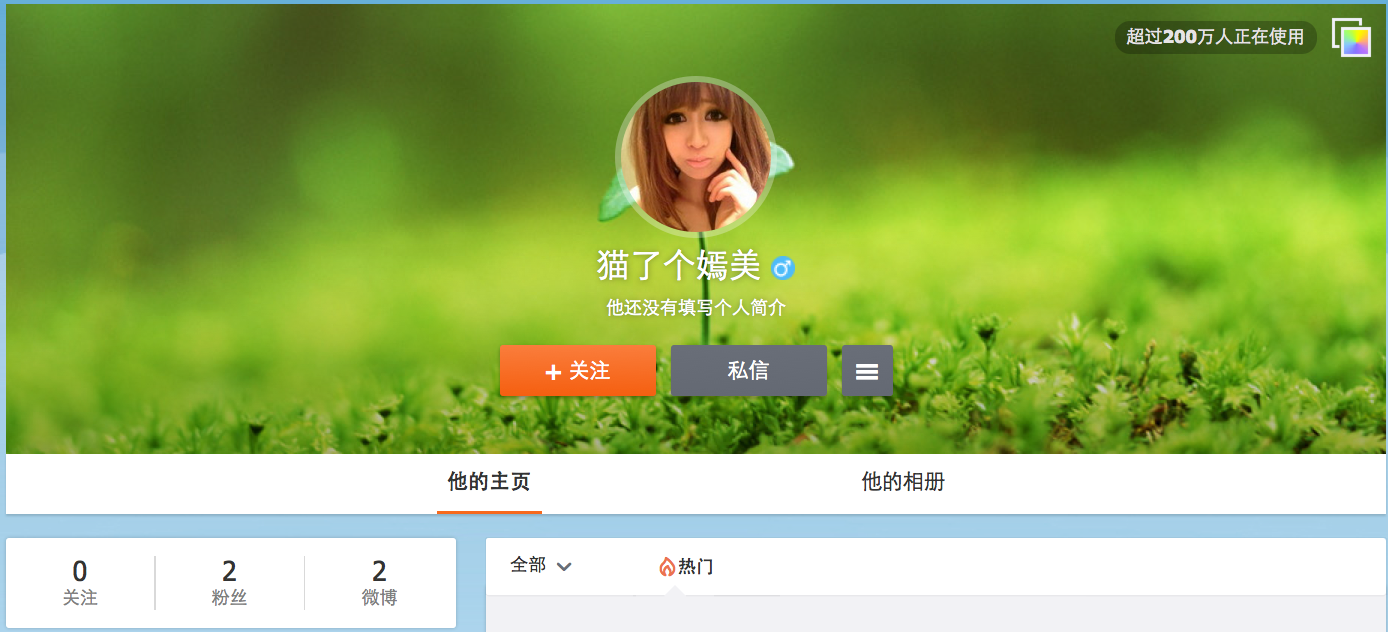 超过200万人正在使用
猫了个嫣美
他还没有填写个人简介
+ 关注
私信
他的主页
他的相册
0
关注
2
粉丝
2
微博
全部
热门